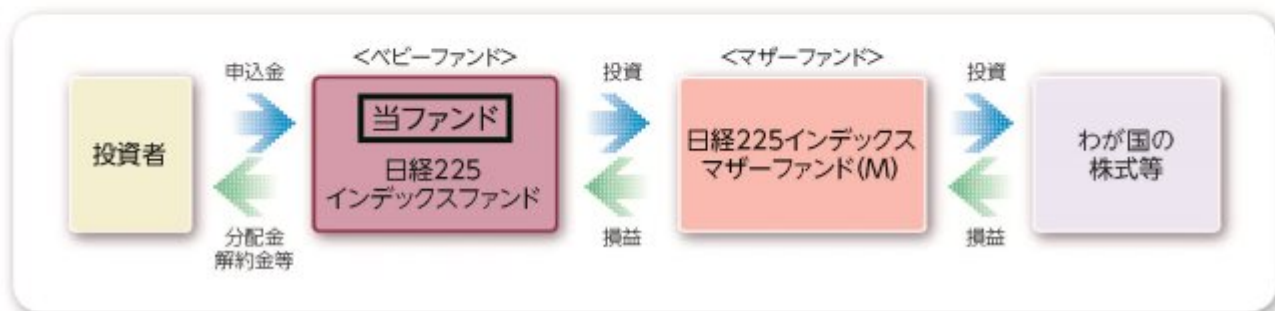 <ベビーファンド>
<マザーファンド>
申込金
投資
投資
投資者
当ファンド
日経225
インデックスファンド
日経225インデックス
マザーファンド(M)
わが国の
株式等
分配金
解約金等
損益
損益